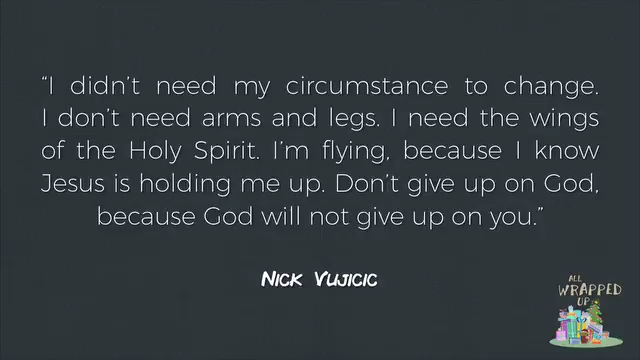 “I didn’t need my circumstance to change.
I don’t need arms and legs. I need the wings
of the Holy Spirit. I’m flying, because I know
Jesus is holding me up. Don’t give up on God,
because God will not give up on you.”
Nick Vujicic
ALL
WRAPPED
UP